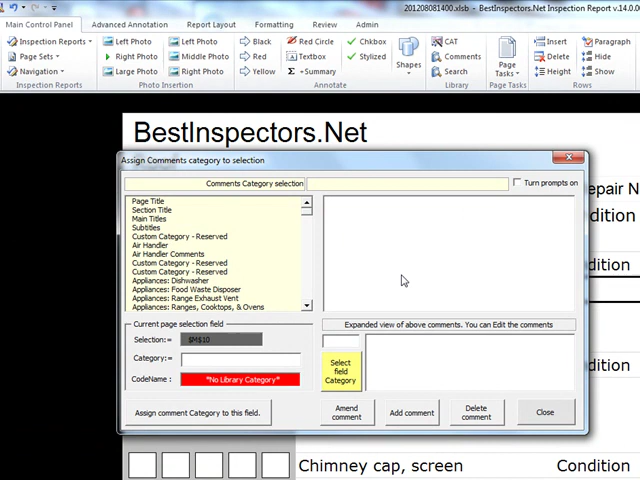 201208081400.xlsb - BestInspectors.Net Inspection Report v.14.0.0
Main Control Panel Advanced Annotation Report Layout Formatting Review Admin
Inspection Reports Left Photo Left Photo Black Red Circle Chkbox CAT Insert Paragraph
Page Sets Right Photo Middle Photo Red Textbox Stylized Comments Delete Hide
Navigation Large Photo Right Photo Yellow Σ =Summary Shapes Search Page Tasks Height Show
Inspection Reports Photo Insertion Annotate Library Page Tasks Rows
BestInspectors.Net
Assign Comments category to selection
Comments Category selection Turn prompts on
Page Title
Section Title
Main Titles
Subtitles
Custom Category - Reserved
Air Handler
Air Handler Comments
Custom Category - Reserved
Custom Category - Reserved
Appliances: Dishwasher
Appliances: Food Waste Disposer
Appliances: Range Exhaust Vent
Appliances: Ranges, Cooktops, & Ovens
Current page selection field
Selection:= $M$10
Category:=
CodeName : "No Library Category"
Assign comment Category to this field.
Expanded view of above comments. You can Edit the comments
Select
field
Category
Amend
comment
Add comment
Delete
comment
Close
epair N
ondition
ondition
ondition
Chimney cap, screen Condition